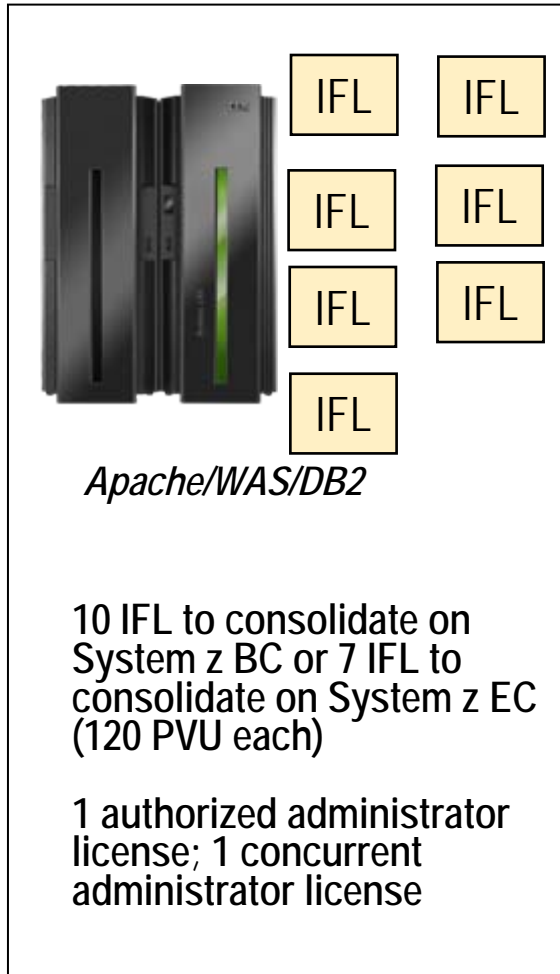 IFL IFL
IFL IFL
IFL IFL
IFL
Apache/WAS/DB2
10 IFL to consolidate on
System z BC or 7 IFL to
consolidate on System z EC
(120 PVU each)
1 authorized administrator
license; 1 concurrent
administrator license